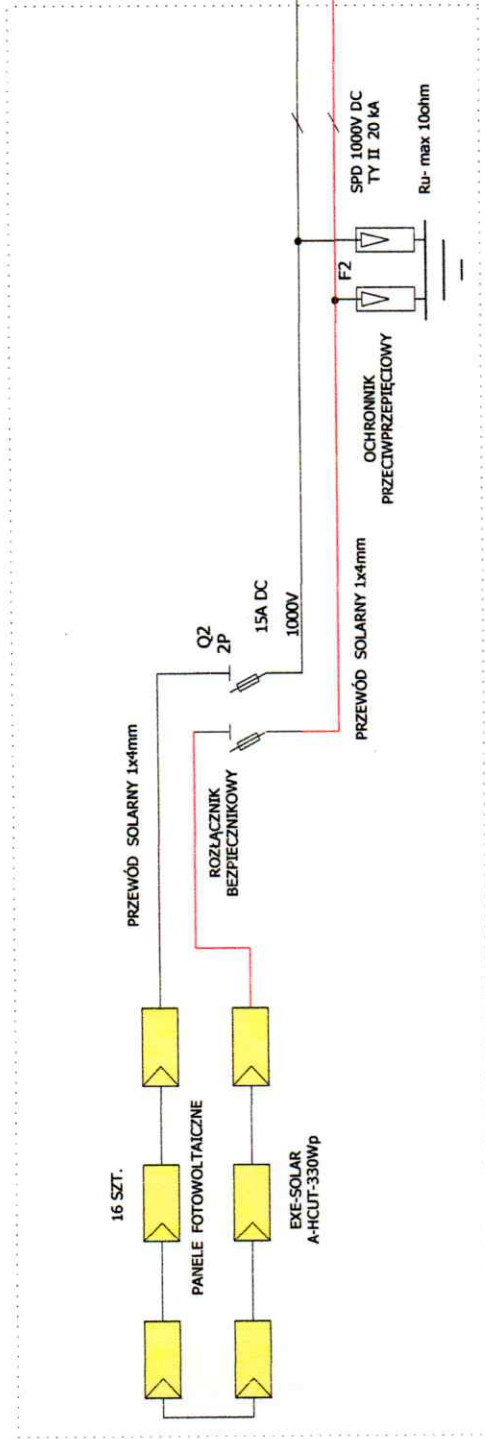 16 SZT.
PANELE FOTOWOLTAICZNE
EXE-SOLAR
A-HCUT-330Wp
PRZEWÓD SOLARNY 1x4mm
ROZŁĄCZNIK
BEZPIECZNIKOWY
Q2
2P
15A DC
1000V
PRZEWÓD SOLARNY 1x4mm
OCHRONNIK
PRZECIWPRZEPIĘCIOWY
F2
SPD 1000V DC
TY II 20 kA
Ru- max 10ohm